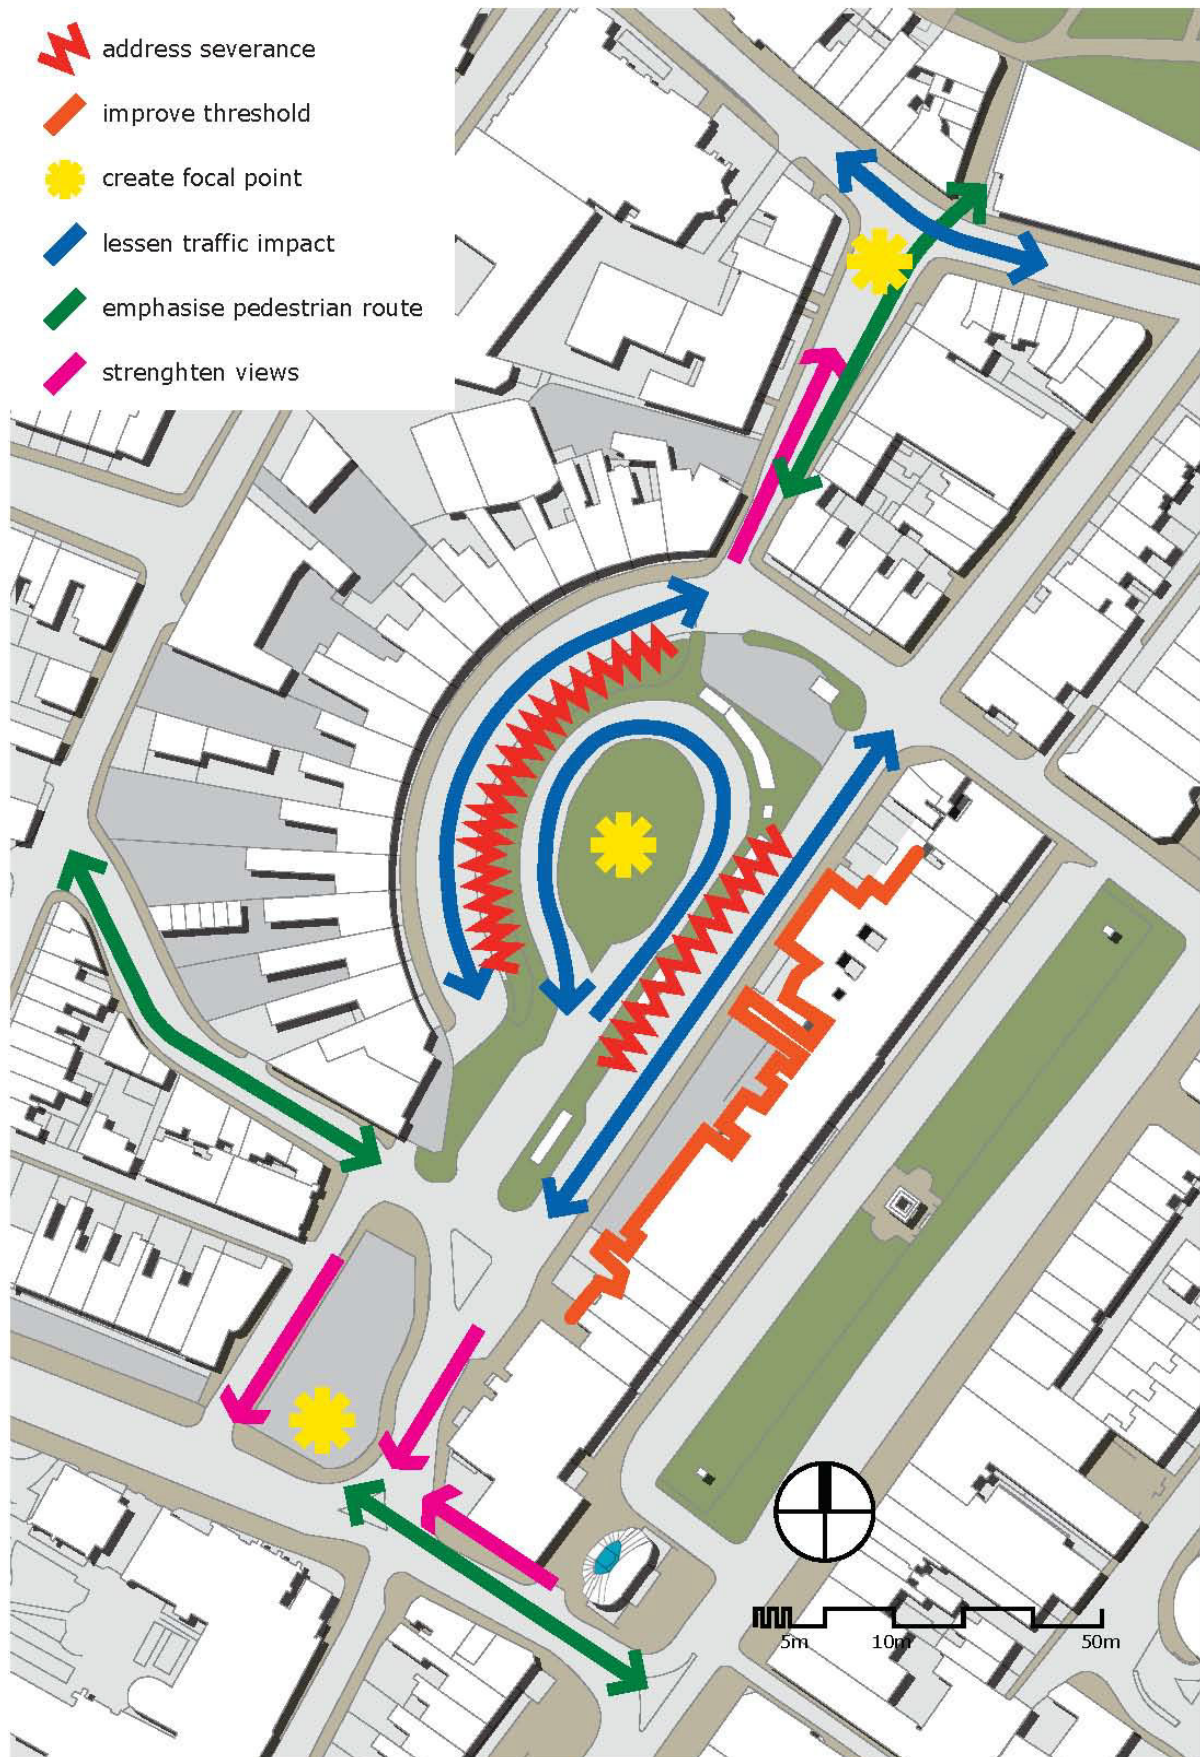 address severance
improve threshold
create focal point
lessen traffic impact
emphasise pedestrian route
strenghten views
5m 10m 50m